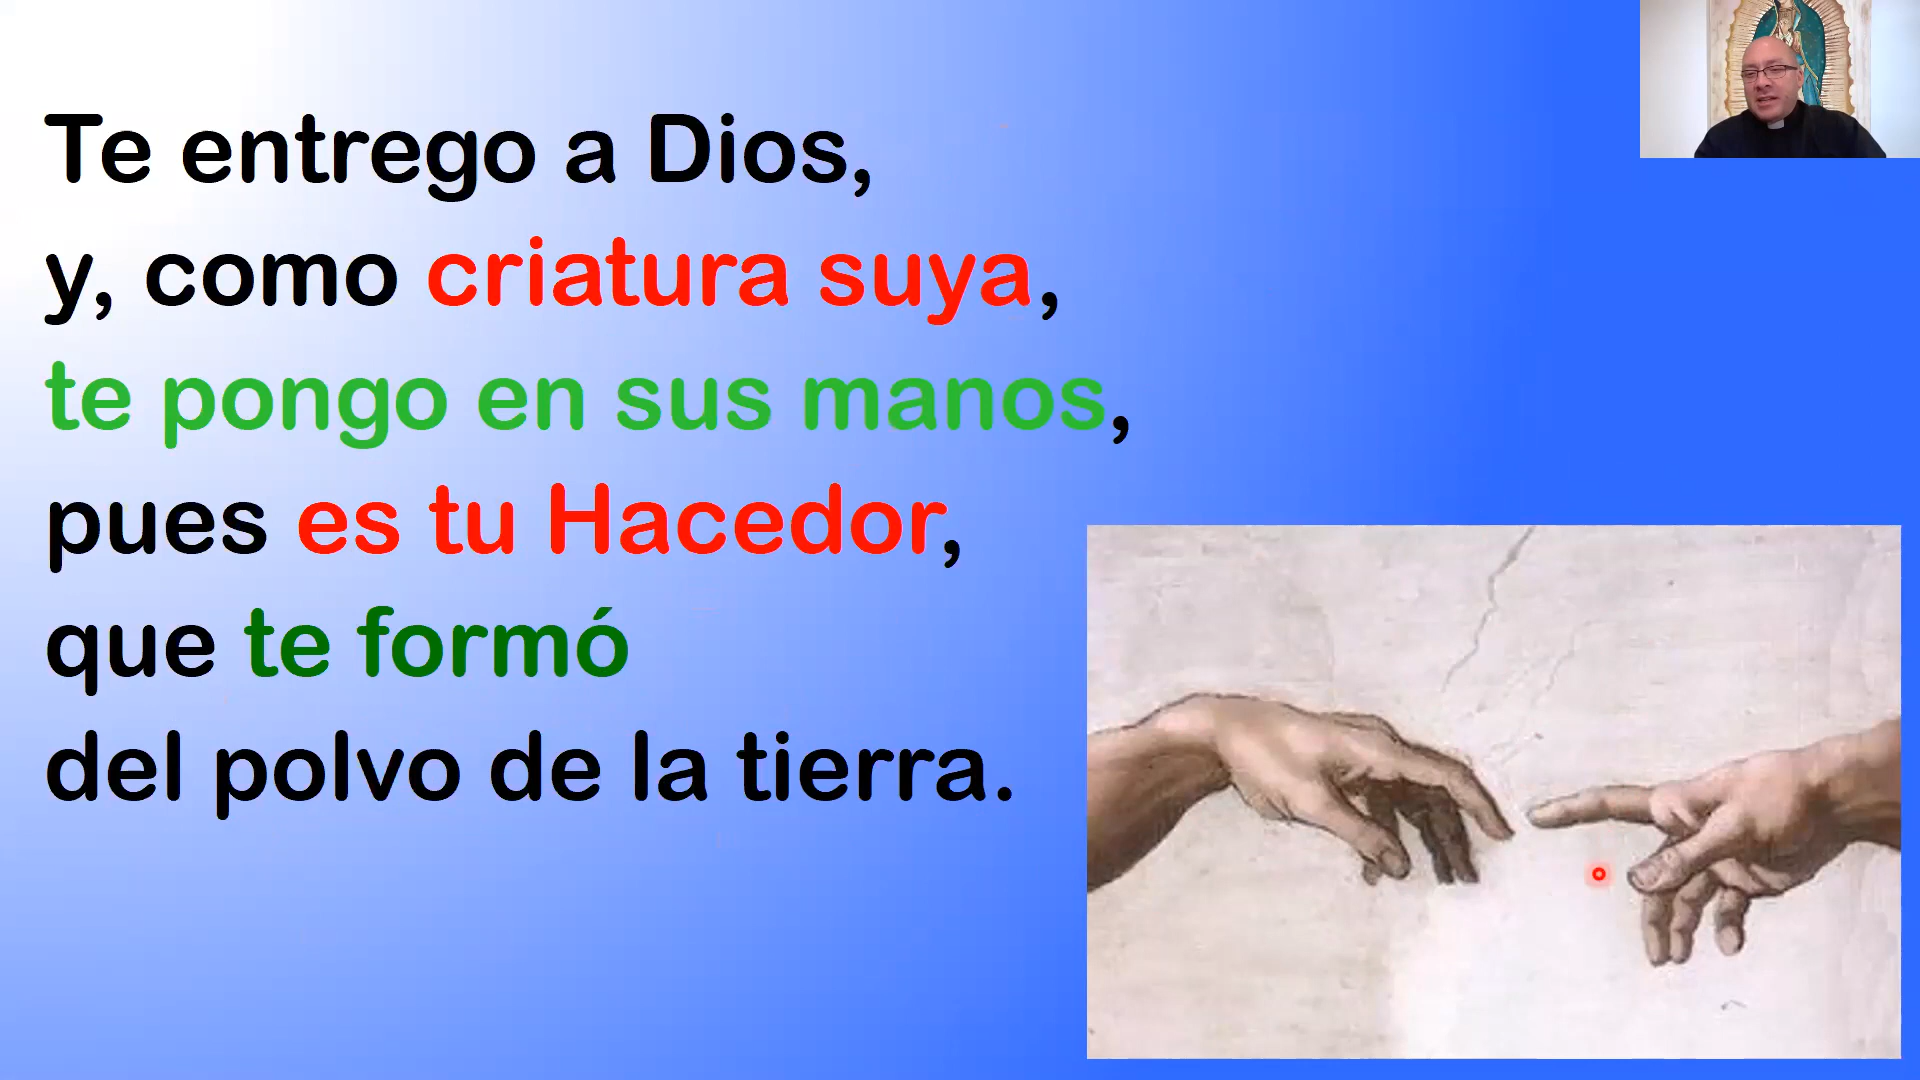 Te entrego a Dios,
y, como criatura suya,
te pongo en sus manos,
pues es tu Hacedor,
que te formó
del polvo de la tierra.